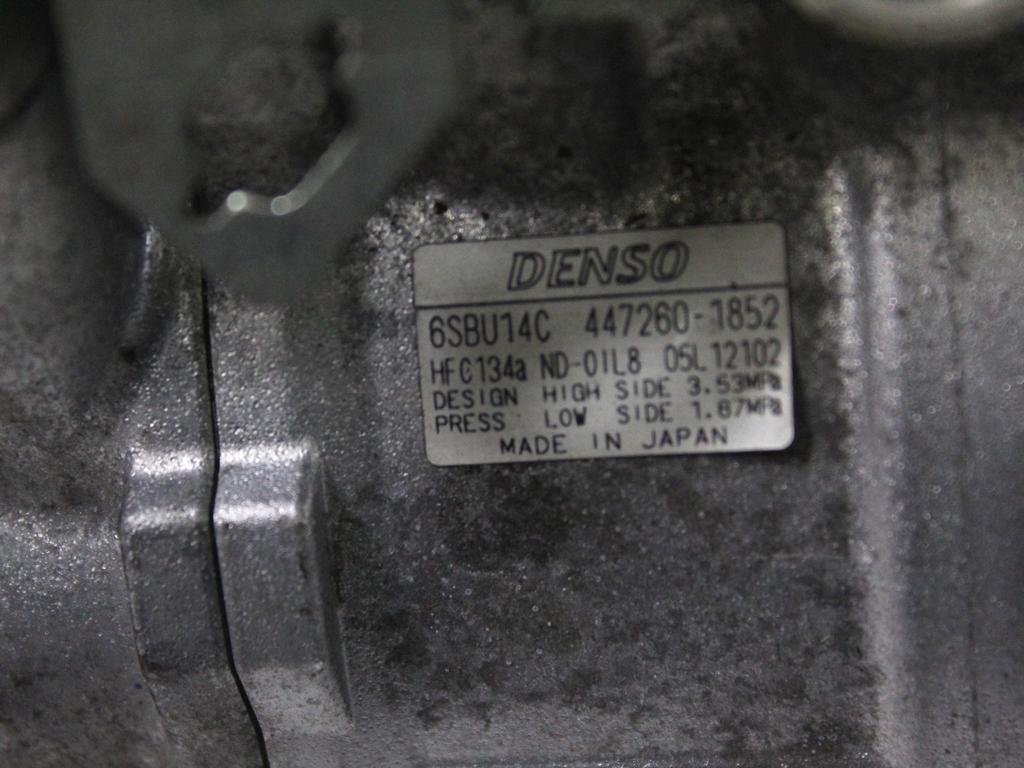 DENSO
6SBU14C 447260-1852
HFC134a ND-OIL8 05L12102
DESIGN HIGH SIDE 3.53MPa
PRESS LOW SIDE 1.67MPa
MADE IN JAPAN